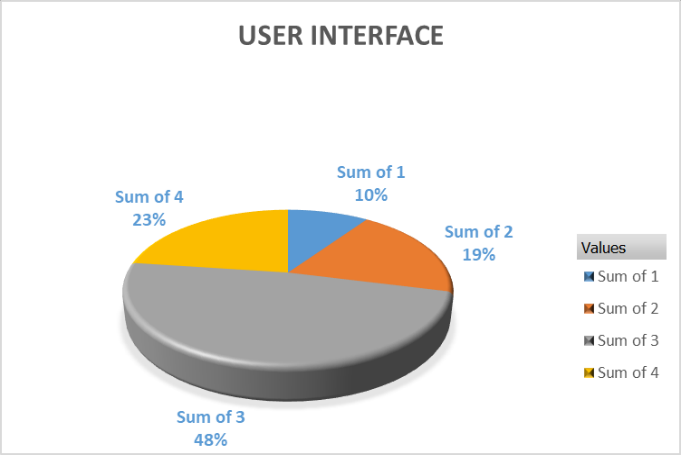 USER INTERFACE
Sum of 1
10%
Sum of 4
23%
Sum of 2
19%
Values
Sum of 1
Sum of 2
Sum of 3
Sum of 4
Sum of 3
48%